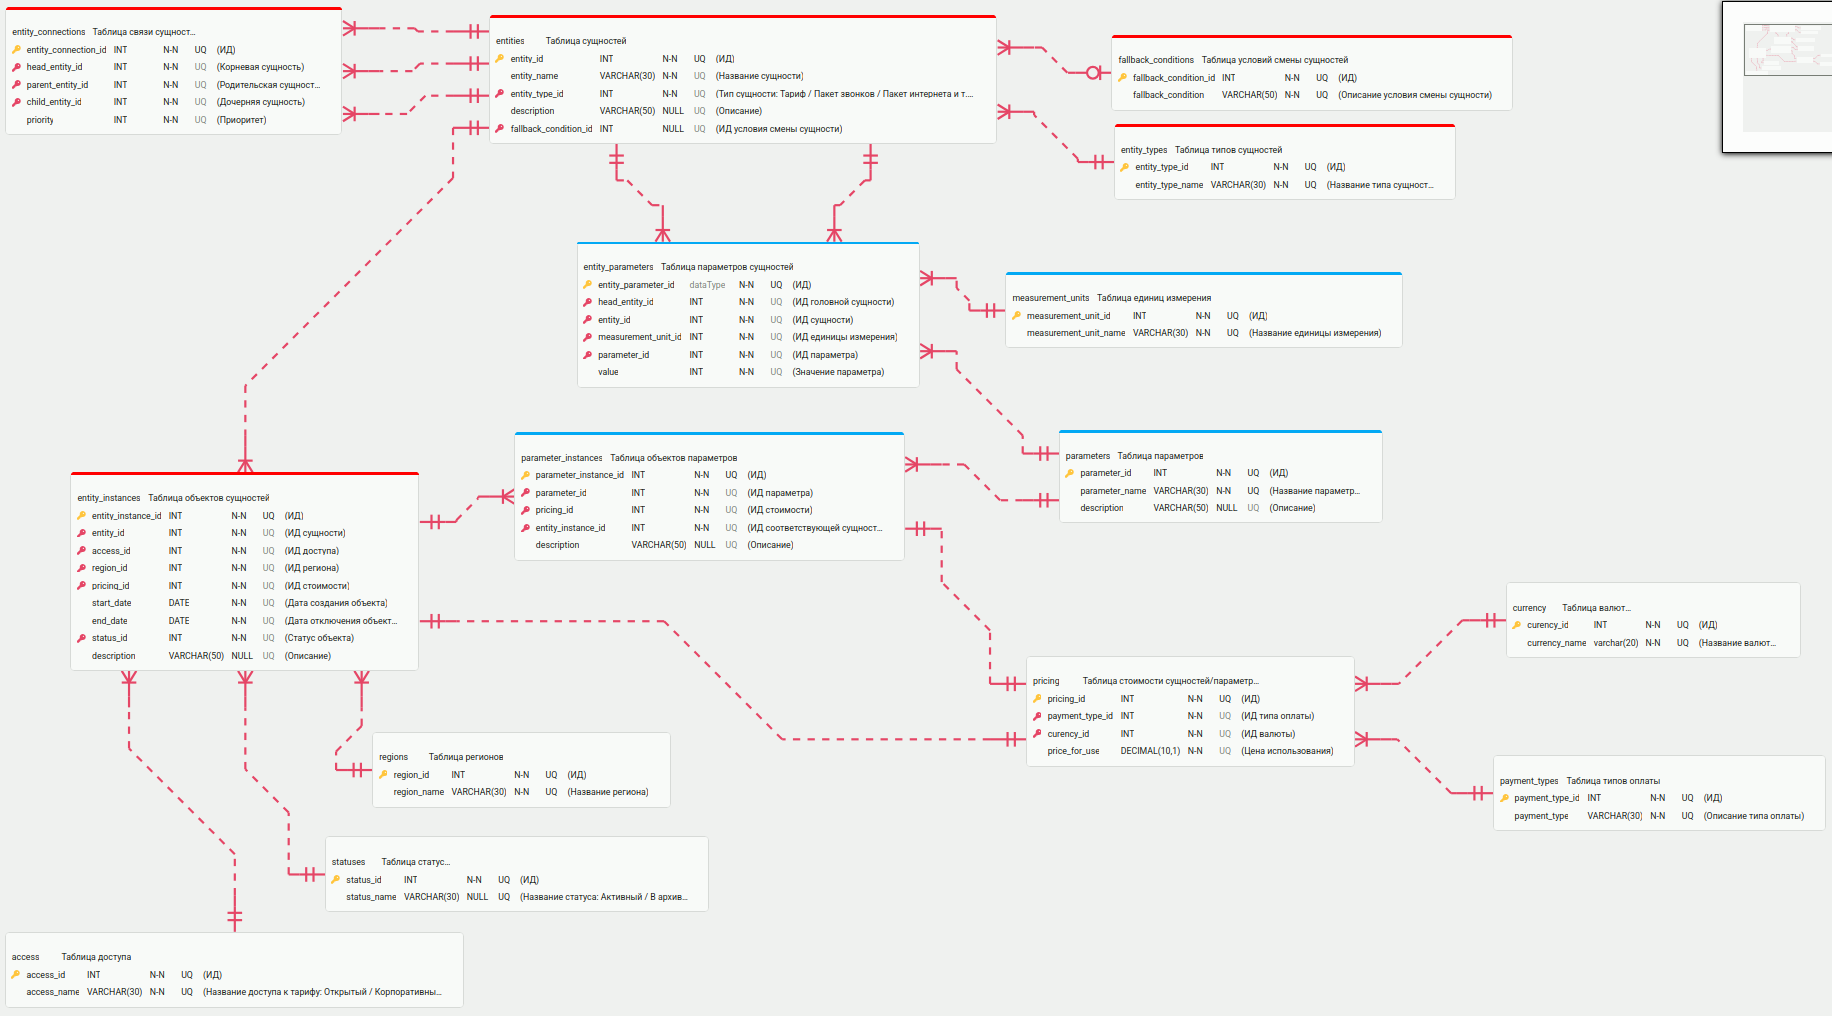 entity_connections Таблица связи сущност...
entity_connection_id INT N-N UQ (ИД)
head_entity_id INT N-N UQ (Корневая сущность)
parent_entity_id INT N-N UQ (Родительская сущност...
child_entity_id INT N-N UQ (Дочерняя сущность)
priority INT N-N UQ (Приоритет)
entities Таблица сущностей
entity_id INT N-N UQ (ИД)
entity_name VARCHAR(30) N-N UQ (Название сущности)
entity_type_id INT N-N UQ (Тип сущности: Тариф / Пакет звонков / Пакет интернета и т....
description VARCHAR(50) NULL UQ (Описание)
fallback_condition_id INT NULL UQ (ИД условия смены сущности)
fallback_conditions Таблица условий смены сущностей
fallback_condition_id INT N-N UQ (ИД)
fallback_condition VARCHAR(50) N-N UQ (Описание условия смены сущности)
entity_types Таблица типов сущностей
entity_type_id INT N-N UQ (ИД)
entity_type_name VARCHAR(30) N-N UQ (Название типа сущност...
entity_parameters Таблица параметров сущностей
entity_parameter_id dataType N-N UQ (ИД)
head_entity_id INT N-N UQ (ИД головной сущности)
entity_id INT N-N UQ (ИД сущности)
measurement_unit_id INT N-N UQ (ИД единицы измерения)
parameter_id INT N-N UQ (ИД параметра)
value INT N-N UQ (Значение параметра)
measurement_units Таблица единиц измерения
measurement_unit_id INT N-N UQ (ИД)
measurement_unit_name VARCHAR(30) N-N UQ (Название единицы измерения)
parameter_instances Таблица объектов параметров
parameter_instance_id INT N-N UQ (ИД)
parameter_id INT N-N UQ (ИД параметра)
pricing_id INT N-N UQ (ИД стоимости)
entity_instance_id INT N-N UQ (ИД соответствующей сущност...
description VARCHAR(50) NULL UQ (Описание)
parameters Таблица параметров
parameter_id INT N-N UQ (ИД)
parameter_name VARCHAR(30) N-N UQ (Название параметр...
description VARCHAR(50) NULL UQ (Описание)
entity_instances Таблица объектов сущностей
entity_instance_id INT N-N UQ (ИД)
entity_id INT N-N UQ (ИД сущности)
access_id INT N-N UQ (ИД доступа)
region_id INT N-N UQ (ИД региона)
pricing_id INT N-N UQ (ИД стоимости)
start_date DATE N-N UQ (Дата создания объекта)
end_date DATE N-N UQ (Дата отключения объект...
status_id INT N-N UQ (Статус объекта)
description VARCHAR(50) NULL UQ (Описание)
currency Таблица валют...
curency_id INT N-N UQ (ИД)
currency_name varchar(20) N-N UQ (Название валют...
pricing Таблица стоимости сущностей/параметр...
pricing_id INT N-N UQ (ИД)
payment_type_id INT N-N UQ (ИД типа оплаты)
curency_id INT N-N UQ (ИД валюты)
price_for_use DECIMAL(10,1) N-N UQ (Цена использования)
regions Таблица регионов
region_id INT N-N UQ (ИД)
region_name VARCHAR(30) N-N UQ (Название региона)
payment_types Таблица типов оплаты
payment_type_id INT N-N UQ (ИД)
payment_type VARCHAR(30) N-N UQ (Описание типа оплаты)
statuses Таблица статус...
status_id INT N-N UQ (ИД)
status_name VARCHAR(30) NULL UQ (Название статуса: Активный / В архив...
access Таблица доступа
access_id INT N-N UQ (ИД)
access_name VARCHAR(30) N-N UQ (Название доступа к тарифу: Открытый / Корпоративны...